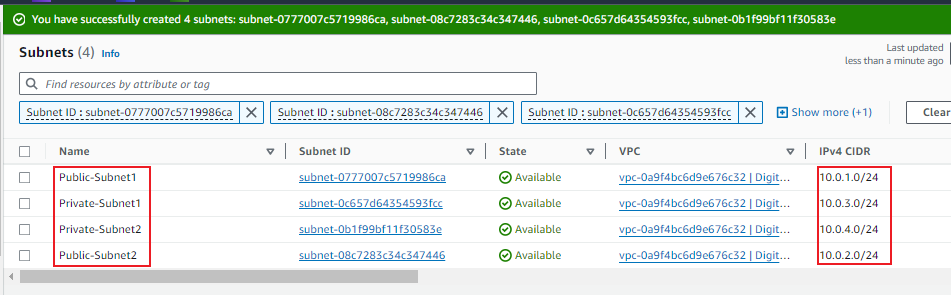 You have successfully created 4 subnets: subnet-0777007c5719986ca, subnet-08c7283c34c347446, subnet-0c657d64354593fcc, subnet-0b1f99bf11f30583e
Subnets (4) Info
Last updated
less than a minute ago
Find resources by attribute or tag
Subnet ID : subnet-0777007c5719986ca Subnet ID : subnet-08c7283c34c347446 Subnet ID : subnet-0c657d64354593fcc Show more (+1) Clear
Name Subnet ID State VPC IPv4 CIDR
Public-Subnet1 subnet-0777007c5719986ca Available vpc-0a9f4bc6d9e676c32 | Digit... 10.0.1.0/24
Private-Subnet1 subnet-0c657d64354593fcc Available vpc-0a9f4bc6d9e676c32 | Digit... 10.0.3.0/24
Private-Subnet2 subnet-0b1f99bf11f30583e Available vpc-0a9f4bc6d9e676c32 | Digit... 10.0.4.0/24
Public-Subnet2 subnet-08c7283c34c347446 Available vpc-0a9f4bc6d9e676c32 | Digit... 10.0.2.0/24